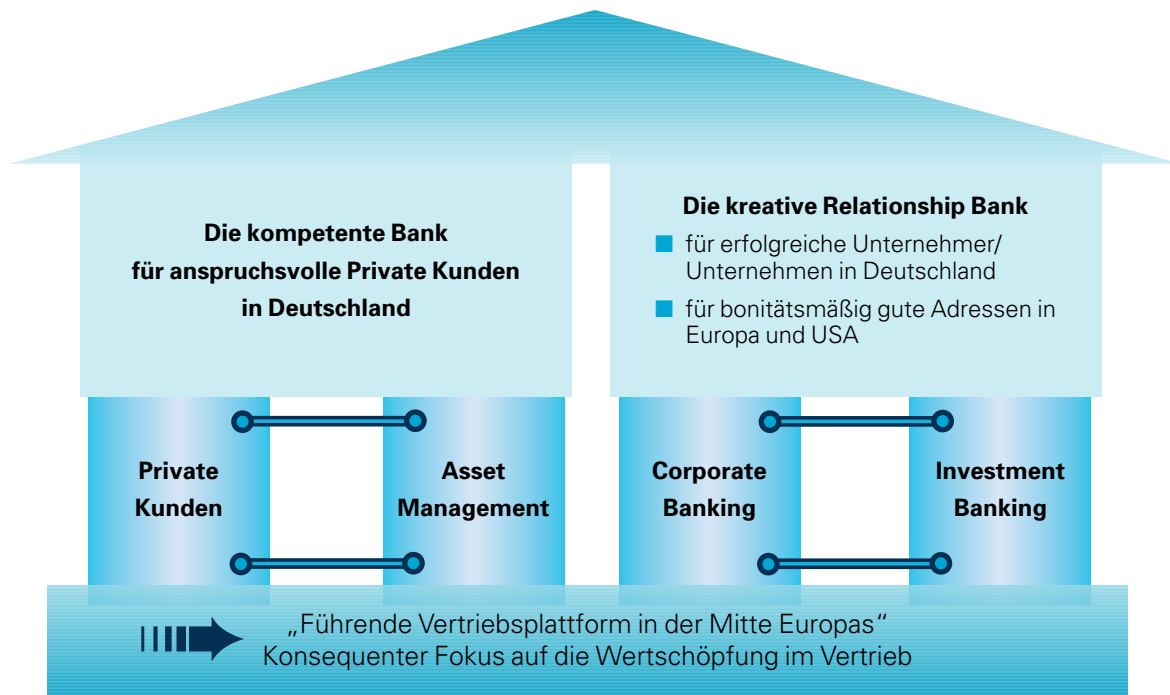 Die kompetente Bank
für anspruchsvolle Private Kunden
in Deutschland
Die kreative Relationship Bank
für erfolgreiche Unternehmer/
Unternehmen in Deutschland
für bonitätsmäßig gute Adressen in
Europa und USA
Private
Kunden
Asset
Management
Corporate
Banking
Investment
Banking
„Führende Vertriebsplattform in der Mitte Europas“
Konsequenter Fokus auf die Wertschöpfung im Vertrieb